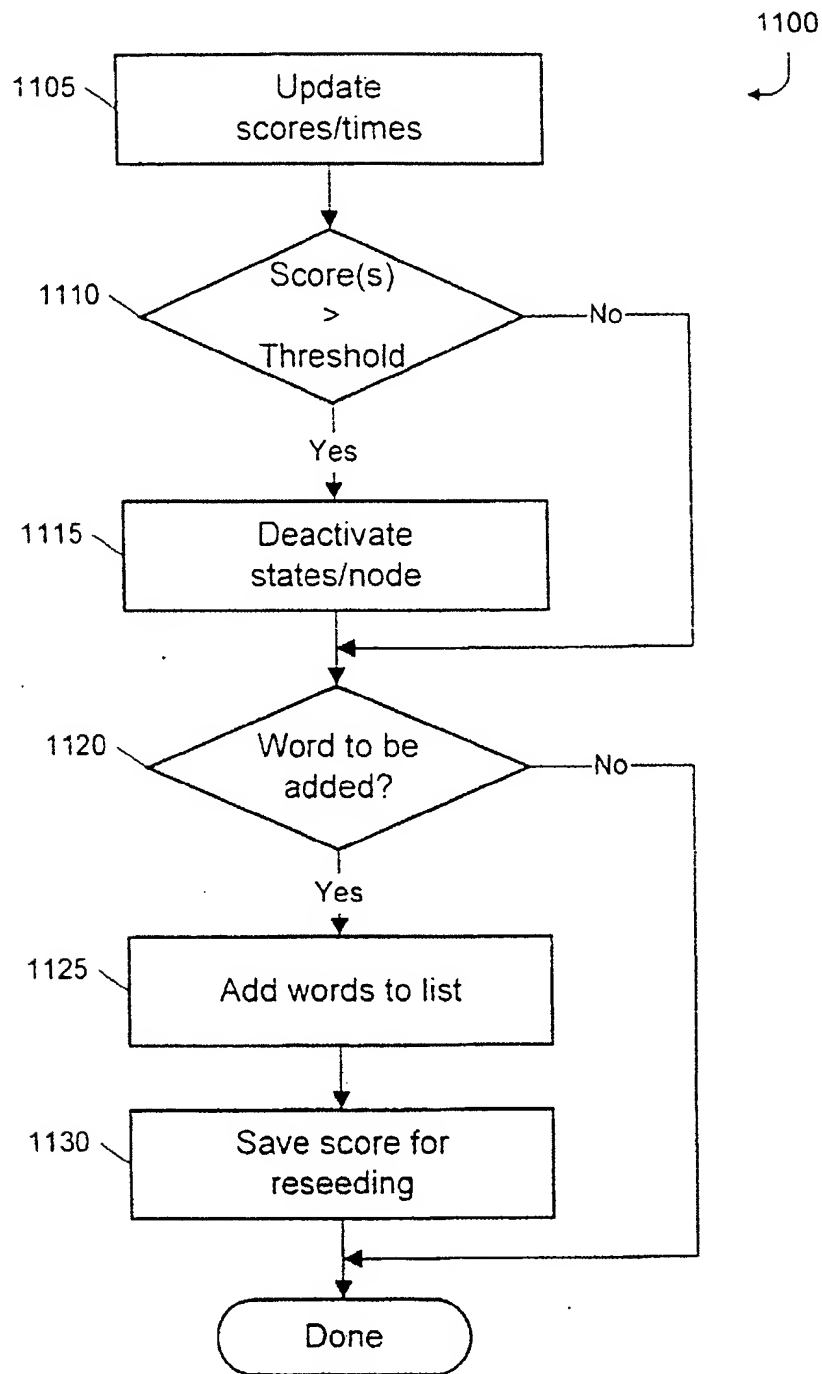 1100
1105
Update
scores/times
1110
Score(s)
>
Threshold
No
Yes
1115
Deactivate
states/node
1120
Word to be
added?
No
Yes
1125
Add words to list
1130
Save score for
reseeding
Done